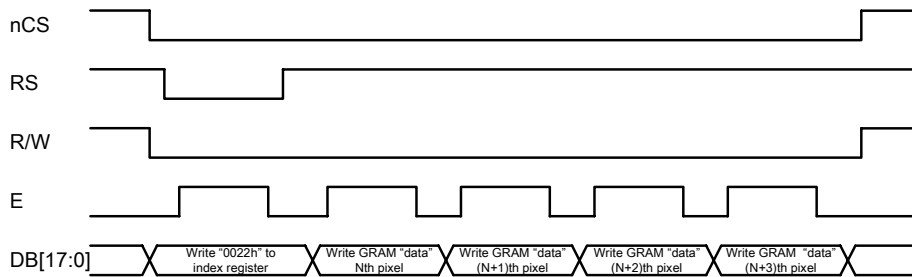 nCS
RS
R/W
E
DB[17:0]
Write "0022h" to
index register
Write GRAM "data"
Nth pixel
Write GRAM "data"
(N+1)th pixel
Write GRAM "data"
(N+2)th pixel
Write GRAM "data"
(N+3)th pixel